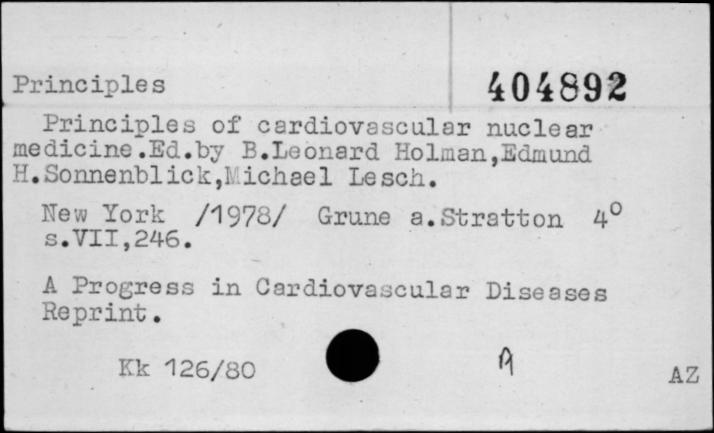 Principles 404892
Principles of cardiovascular nuclear
medicine.Ed.by B.Leonard Holman,Edmund
H.Sonnenblick,Michael Lesch.
New York /1978/ Grune a.Stratton 4°
s.VII,246.
A Progress in Cardiovascular Diseases
Reprint.
Kk 126/80 A AZ